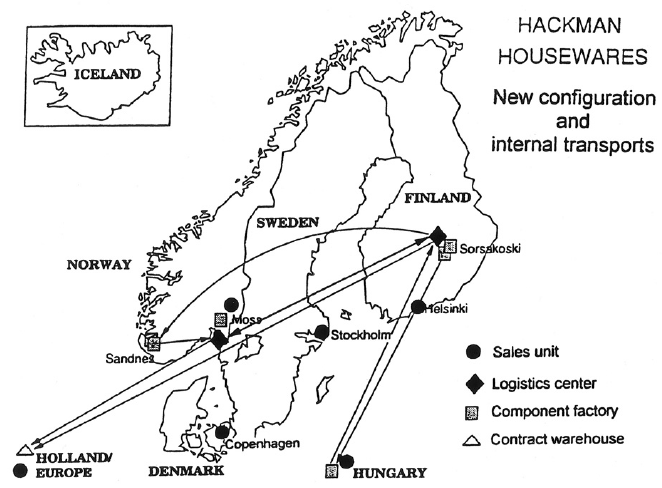 HACKMAN
HOUSEWARES
New configuration
and
internal transports
ICELAND
FINLAND
SWEDEN
NORWAY
Sorsakoski
Moss
Helsinki
Stockholm
Sandnes
Sales unit
Logistics center
Component factory
Contract warehouse
Copenhagen
HOLLAND/
EUROPE
DENMARK
HUNGARY